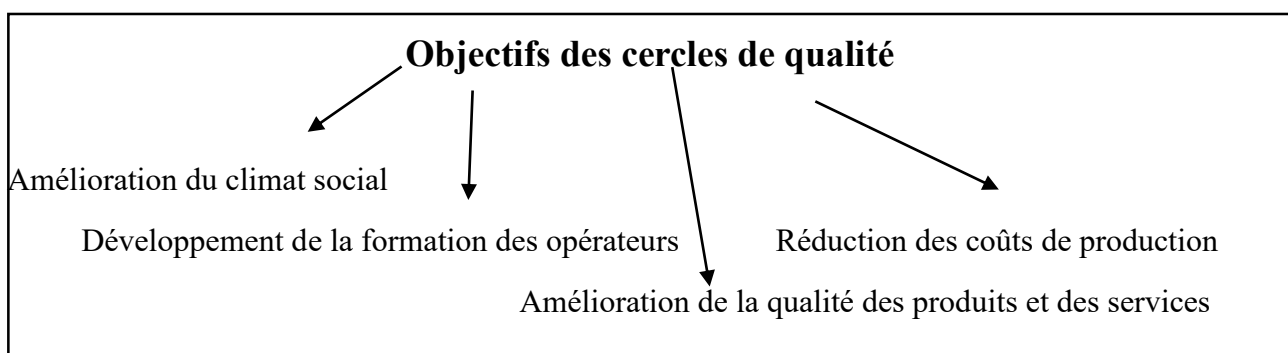 Objectifs des cercles de qualité
Amélioration du climat social
Développement de la formation des opérateurs
Réduction des coûts de production
Amélioration de la qualité des produits et des services